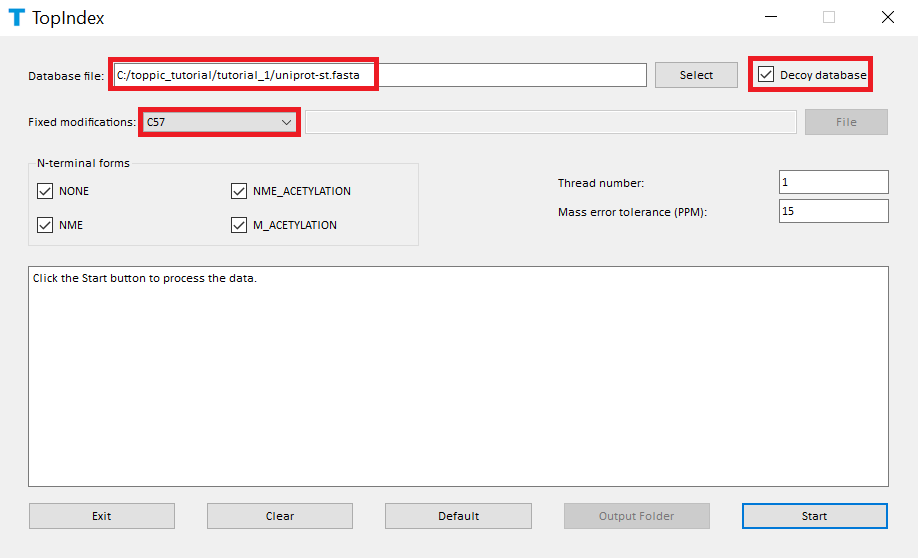 TopIndex
Database file: C:/toppic_tutorial/tutorial_1/uniprot-st.fasta Select Decoy database
Fixed modifications: C57 File
N-terminal forms
NONE NME_ACETYLATION
NME M_ACETYLATION
Thread number: 1
Mass error tolerance (PPM): 15
Click the Start button to process the data.
Exit Clear Default Output Folder Start